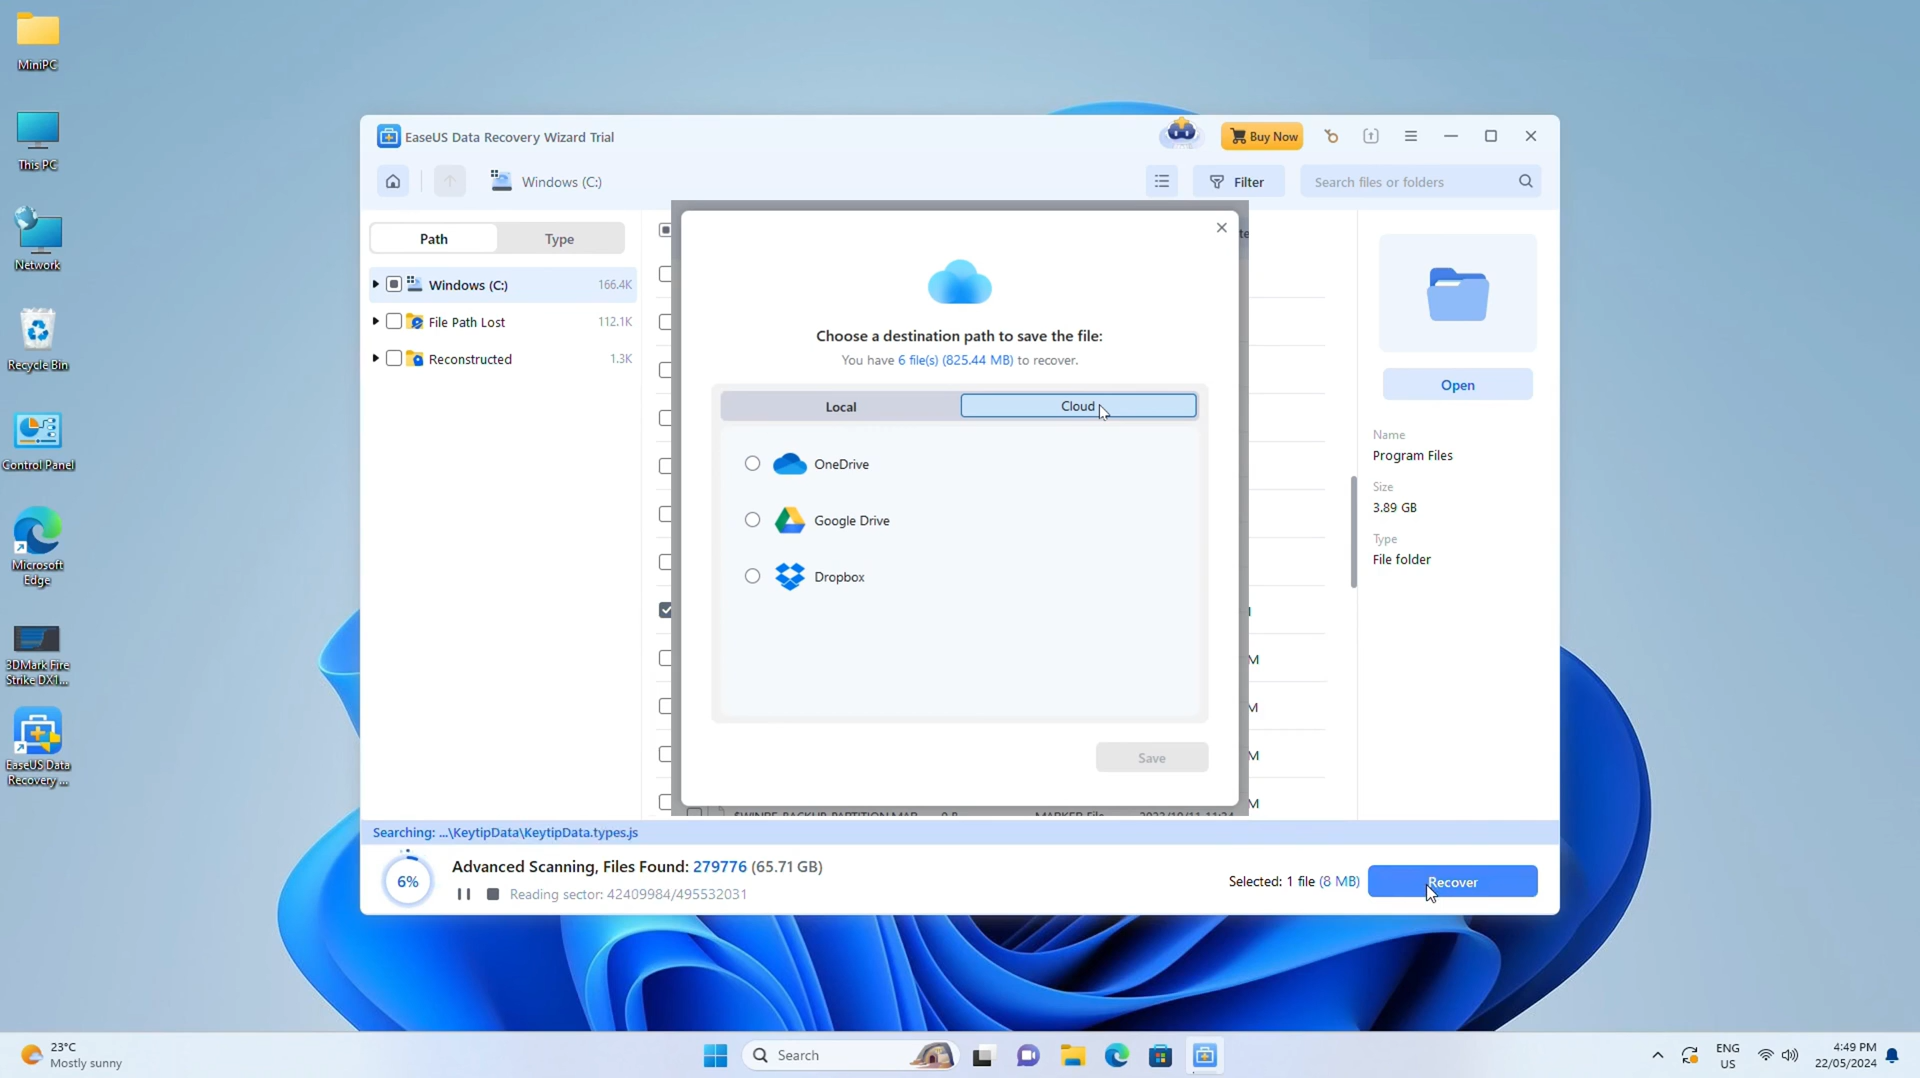 MiniPC
This PC
Network
Recycle Bin
Control Panel
Microsoft
Edge
3DMark Fire
Strike DX1...
EaseUS Data
Recovery ...
EaseUS Data Recovery Wizard Trial
Buy Now
Windows (C:)
Filter
Search files or folders
Path
Type
Windows (C:)
166.4K
File Path Lost
112.1K
Reconstructed
1.3K
Choose a destination path to save the file:
You have 6 file(s) (825.44 MB) to recover.
Local
Cloud
OneDrive
Google Drive
Dropbox
Save
te
M
M
M
M
Open
Name
Program Files
Size
3.89 GB
Type
File folder
Searching: ...\KeytipData\KeytipData.types.js
6%
Advanced Scanning, Files Found: 279776 (65.71 GB)
Reading sector: 42409984/495532031
Selected: 1 file (8 MB)
Recover
23°C
Mostly sunny
Search
ENG
US
4:49 PM
22/05/2024